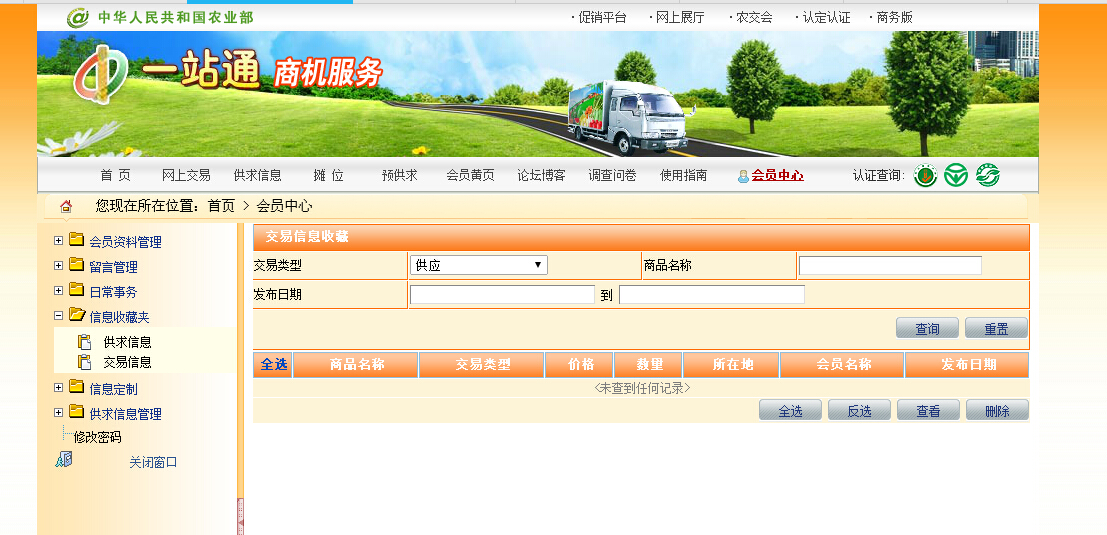 中华人民共和国农业部
·促销平台 ·网上展厅 ·农交会 ·认定认证 ·商务版
一站通 商机服务
首 页 网上交易 供求信息 摊 位 预供求 会员黄页 论坛博客 调查问卷 使用指南 会员中心 认证查询:
您现在所在位置：首页 > 会员中心
会员资料管理
留言管理
日常事务
信息收藏夹
供求信息
交易信息
信息定制
供求信息管理
修改密码
关闭窗口
交易信息收藏
交易类型 供应 商品名称
发布日期 到
查询 重置
全选 商品名称 交易类型 价格 数里 所在地 会员名称 发布日期
<未查到任何记录>
全选 反选 查看 删除